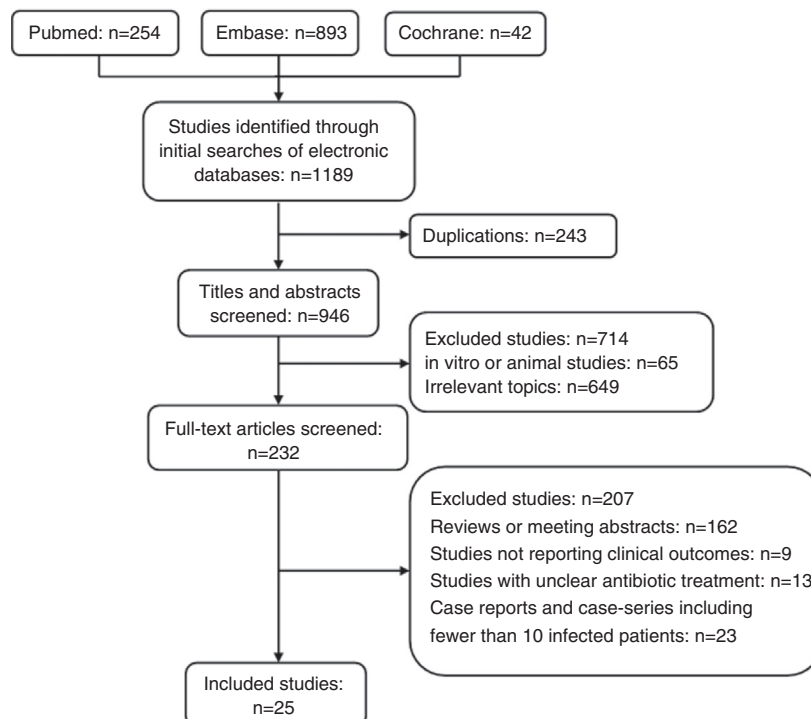 Pubmed: n=254
Embase: n=893
Cochrane: n=42
Studies identified through
initial searches of electronic
databases: n=1189
Duplications: n=243
Titles and abstracts
screened: n=946
Excluded studies: n=714
in vitro or animal studies: n=65
Irrelevant topics: n=649
Full-text articles screened:
n=232
Excluded studies: n=207
Reviews or meeting abstracts: n=162
Studies not reporting clinical outcomes: n=9
Studies with unclear antibiotic treatment: n=13
Case reports and case-series including
fewer than 10 infected patients: n=23
Included studies:
n=25